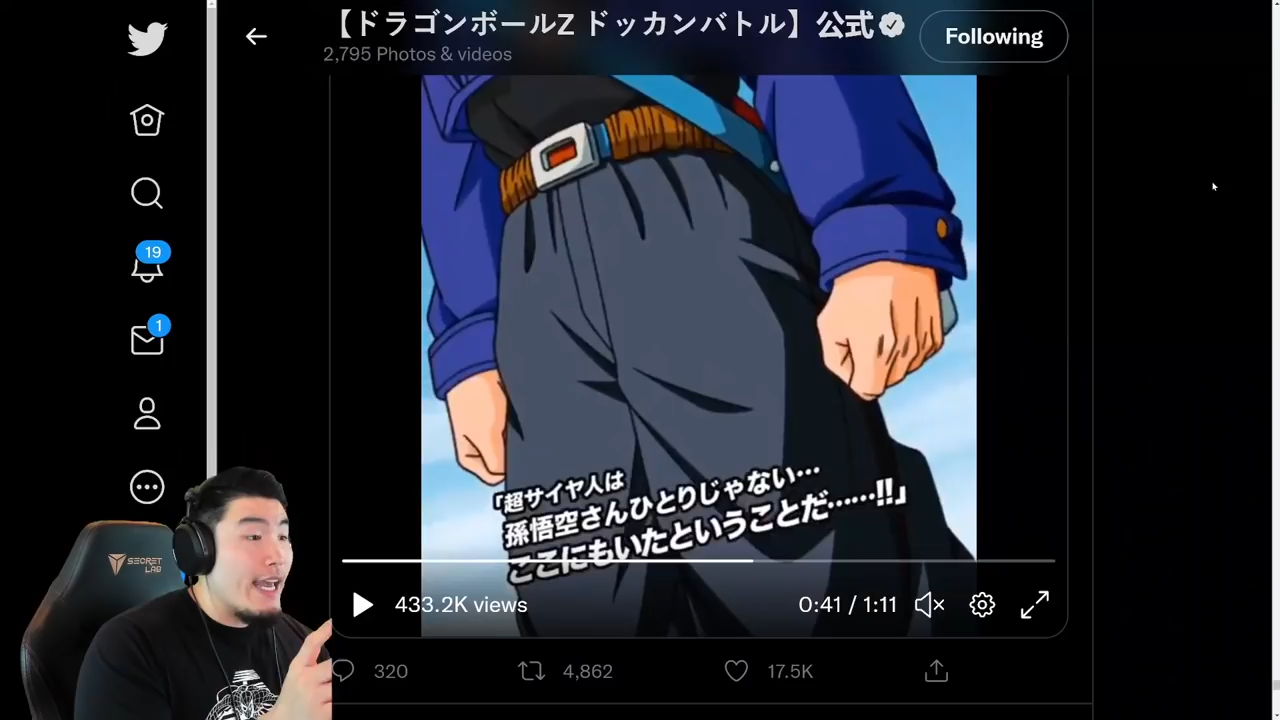 【ドラゴンボールZ ドッカンバトル】公式
2,795 Photos & videos
Following
19
1
「超サイヤ人は
孫悟空さんひとりじゃない…
ここにもいたということだ……!!」
433.2K views
0:41 / 1:11
320
4,862
17.5K
SECRET
LAB